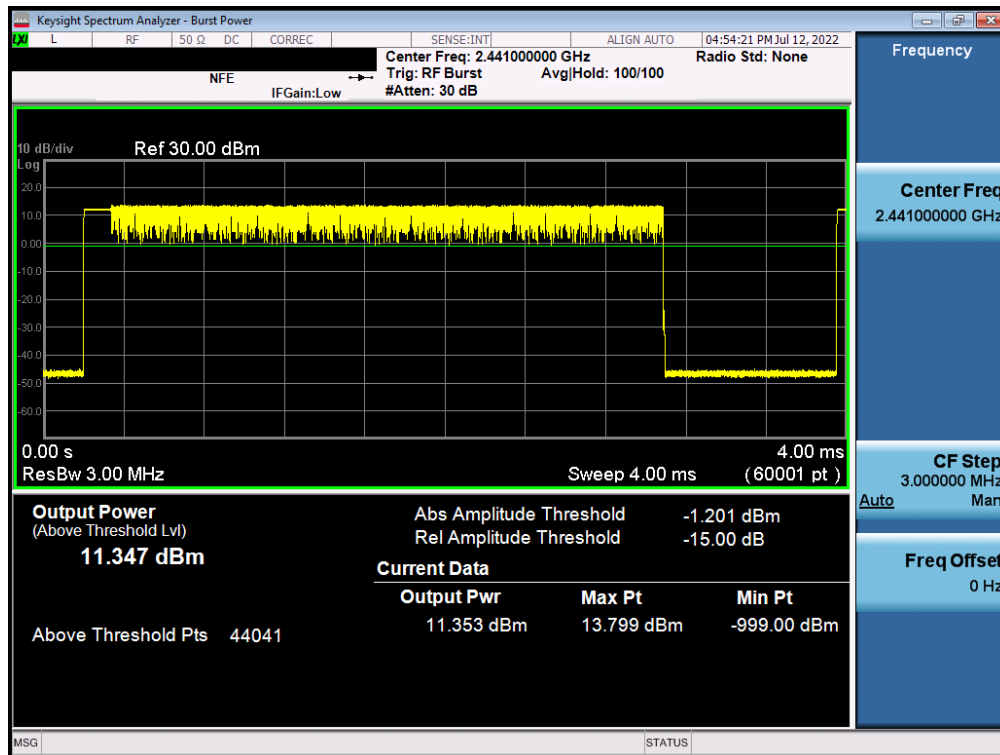 Keysight Spectrum Analyzer - Burst Power
LXI L RF 50 Ω DC CORREC SENSE:INT ALIGN AUTO 04:54:21 PM Jul 12, 2022
Center Freq: 2.441000000 GHz Radio Std: None
NFE Trig: RF Burst Avg|Hold: 100/100
IFGain:Low #Atten: 30 dB
10 dB/div Ref 30.00 dBm
Log
20.0
10.0
0.00
-10.0
-20.0
-30.0
-40.0
-50.0
-60.0
0.00 s 4.00 ms
ResBw 3.00 MHz Sweep 4.00 ms (60001 pt )
Output Power
(Above Threshold Lvl)
11.347 dBm
Above Threshold Pts 44041
Abs Amplitude Threshold -1.201 dBm
Rel Amplitude Threshold -15.00 dB
Current Data
Output Pwr Max Pt Min Pt
11.353 dBm 13.799 dBm -999.00 dBm
Frequency
Center Freq
2.441000000 GHz
CF Step
3.000000 MHz
Auto Man
Freq Offset
0 Hz
MSG STATUS